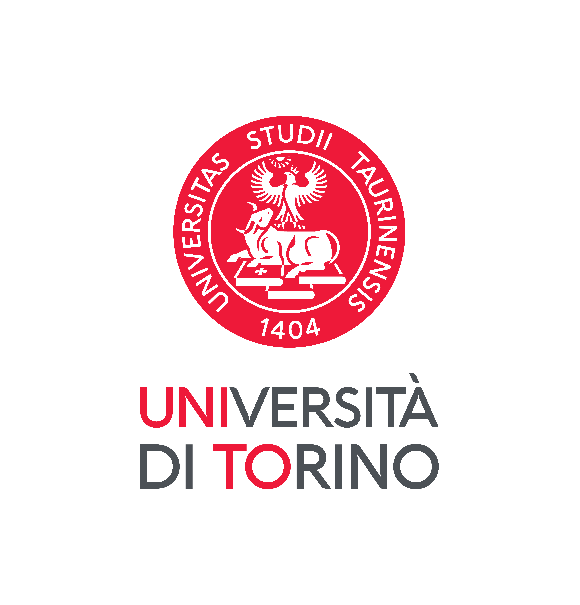 UNIVERSITAS STUDII TAURINENSIS
1404
UNIVERSITÀ
DI TORINO